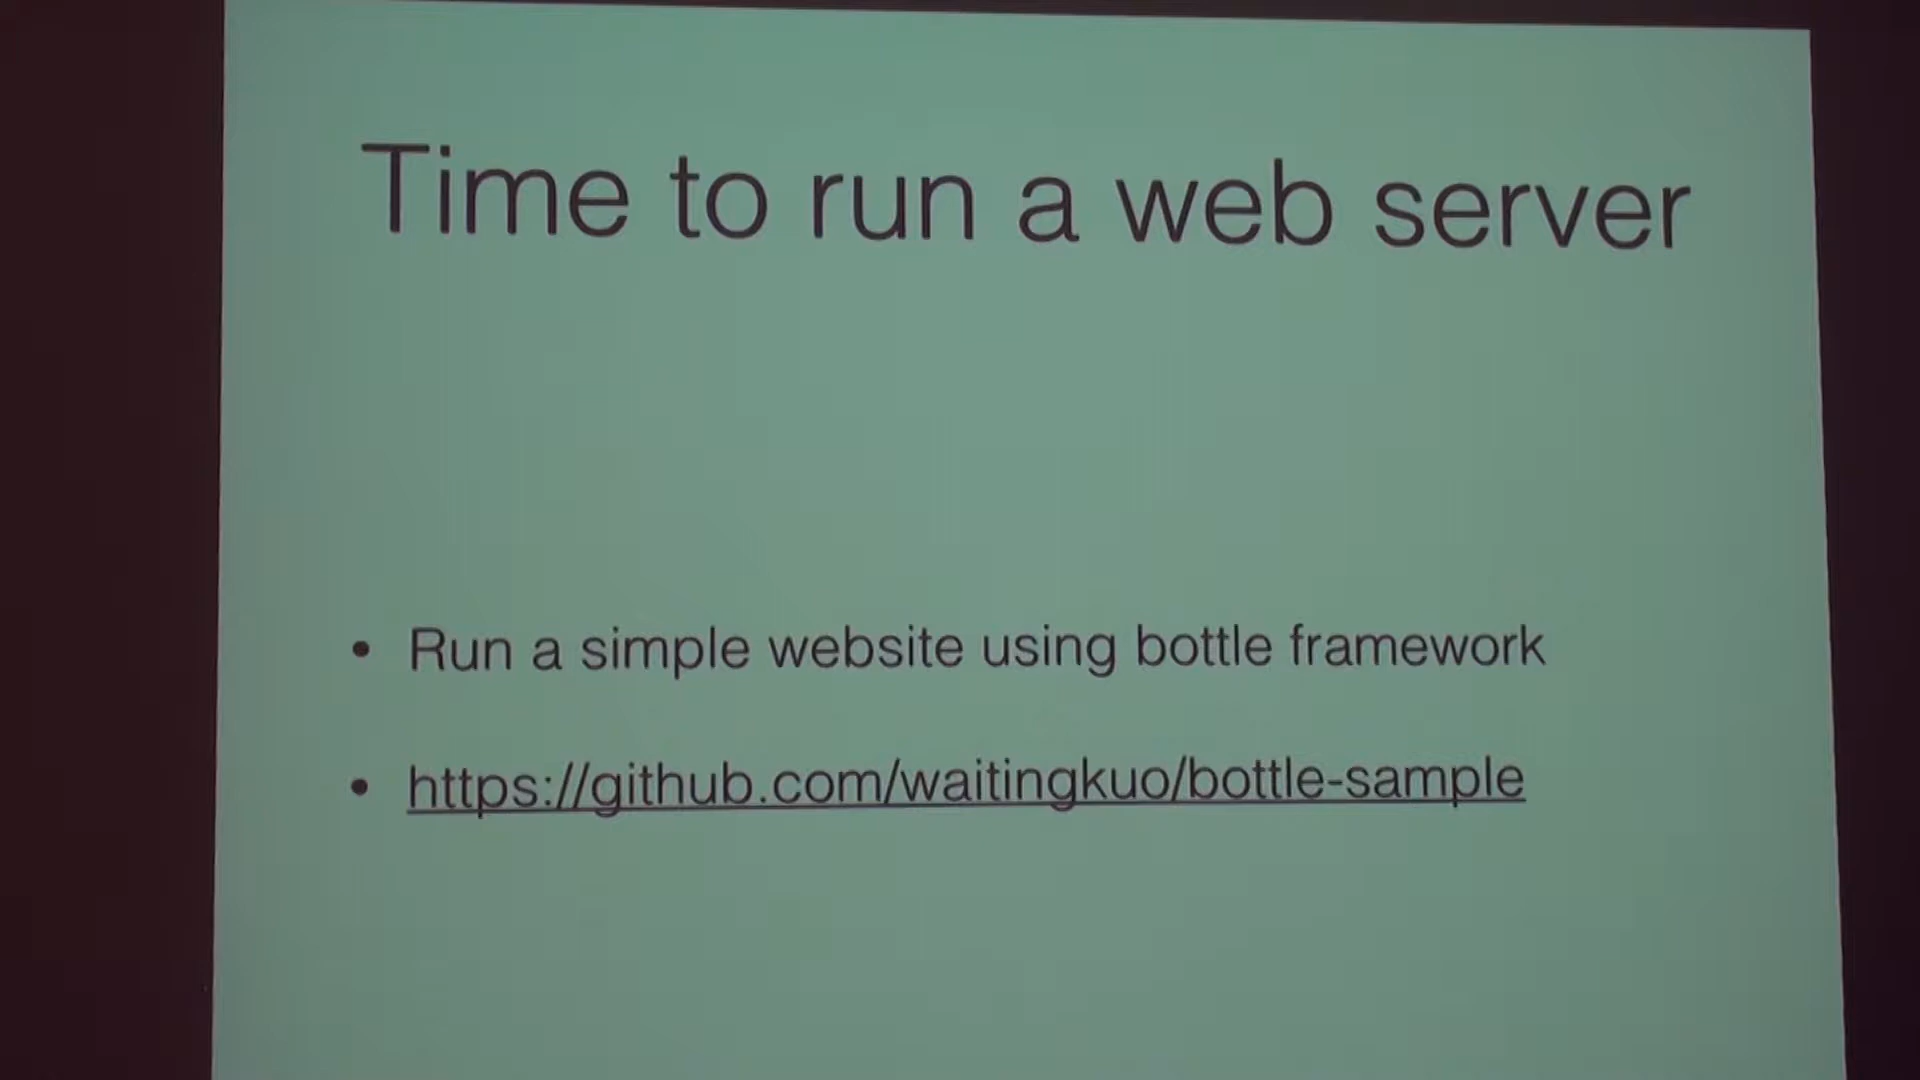 Time to run a web server
• Run a simple website using bottle framework
• https://github.com/waitingkuo/bottle-sample